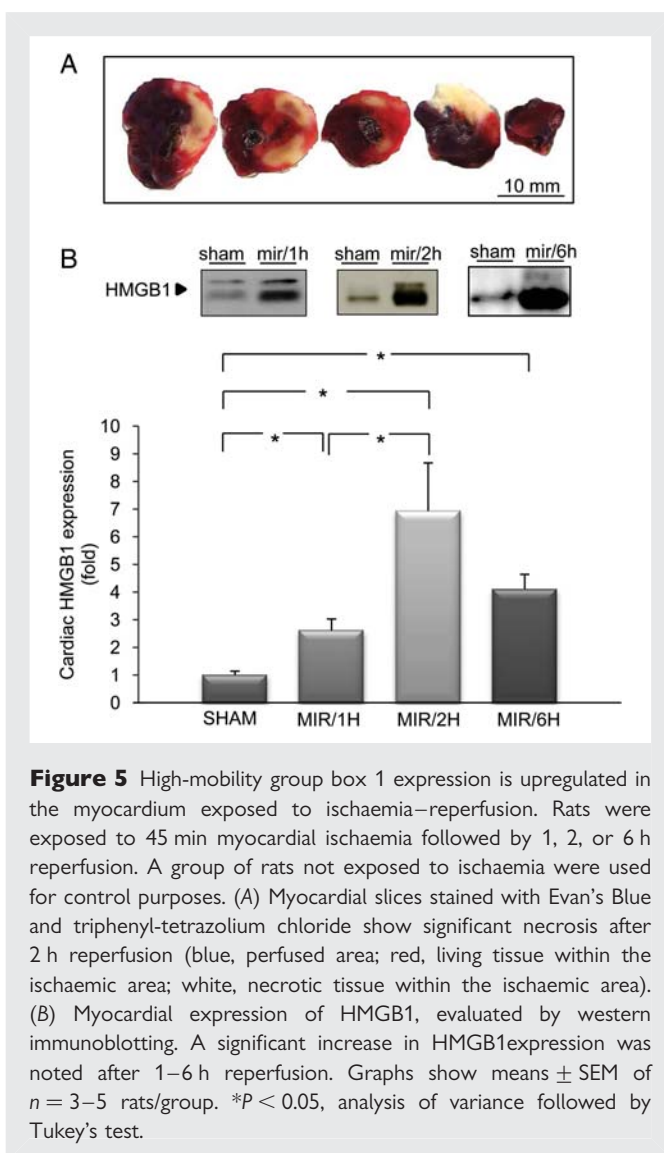 A
10 mm
B
sham mir/1h sham mir/2h sham mir/6h
HMGB1
*
*
* *
Cardiac HMGB1 expression
(fold)
10
9
8
7
6
5
4
3
2
1
0
SHAM MIR/1H MIR/2H MIR/6H
Figure 5 High-mobility group box 1 expression is upregulated in
the myocardium exposed to ischaemia–reperfusion. Rats were
exposed to 45 min myocardial ischaemia followed by 1, 2, or 6 h
reperfusion. A group of rats not exposed to ischaemia were used
for control purposes. (A) Myocardial slices stained with Evan's Blue
and triphenyl-tetrazolium chloride show significant necrosis after
2 h reperfusion (blue, perfused area; red, living tissue within the
ischaemic area; white, necrotic tissue within the ischaemic area).
(B) Myocardial expression of HMGB1, evaluated by western
immunoblotting. A significant increase in HMGB1expression was
noted after 1–6 h reperfusion. Graphs show means ± SEM of
n = 3–5 rats/group. *P < 0.05, analysis of variance followed by
Tukey's test.